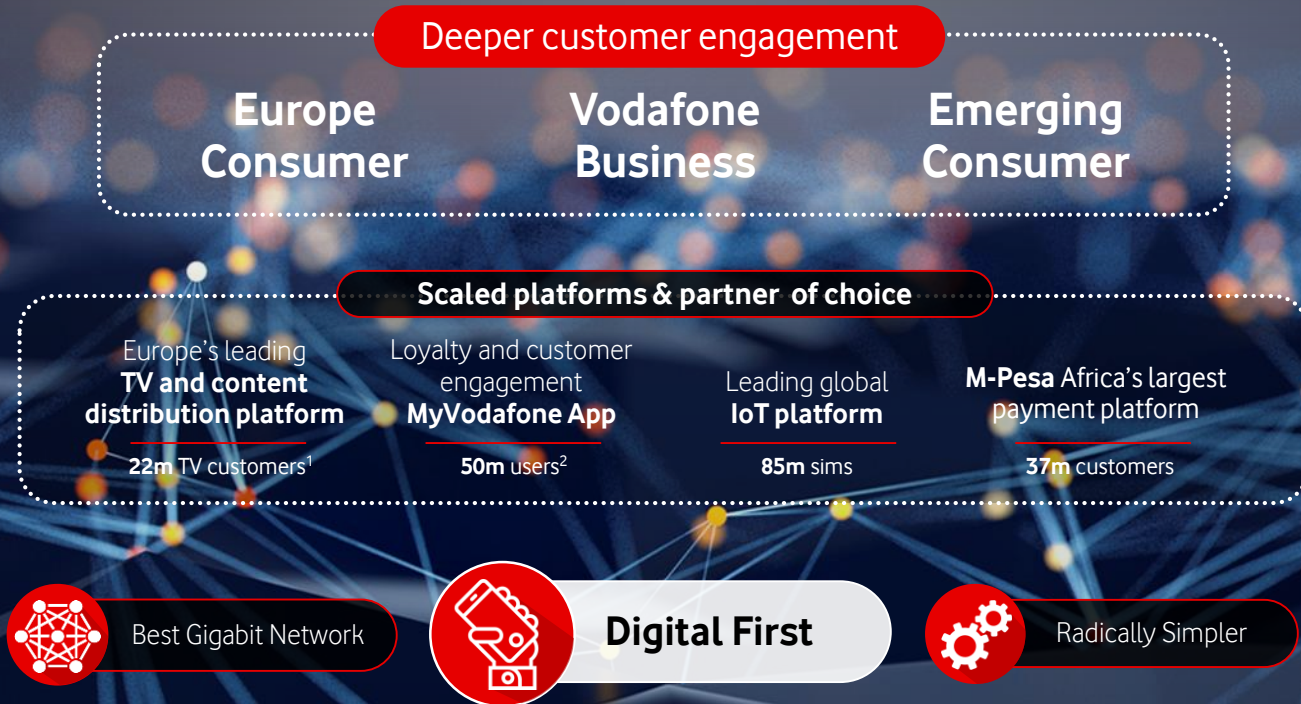 Deeper customer engagement
Europe
Consumer
Vodafone
Business
Emerging
Consumer
Scaled platforms & partner of choice
Europe's leading
TV and content
distribution platform
22m TV customers¹
Loyalty and customer
engagement
MyVodafone App
50m users²
Leading global
IoT platform
85m sims
M-Pesa Africa's largest
payment platform
37m customers
Best Gigabit Network
Digital First
Radically Simpler